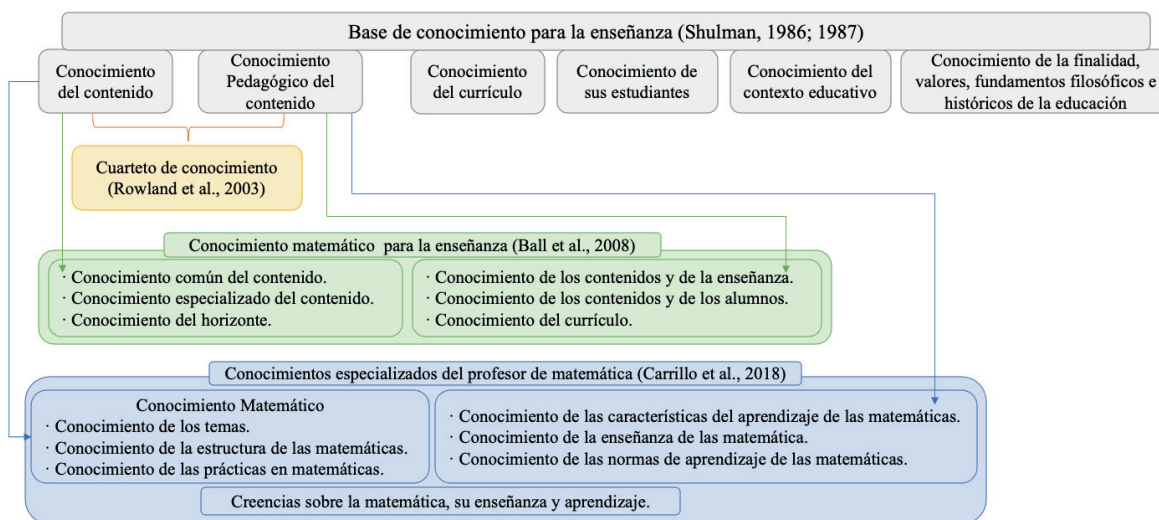 Base de conocimiento para la enseñanza (Shulman, 1986; 1987)
Conocimiento
del contenido
Conocimiento
Pedagógico del
contenido
Conocimiento
del currículo
Conocimiento de
sus estudiantes
Conocimiento del
contexto educativo
Conocimiento de la finalidad,
valores, fundamentos filosóficos e
históricos de la educación
Cuarteto de conocimiento
(Rowland et al., 2003)
Conocimiento matemático para la enseñanza (Ball et al., 2008)
· Conocimiento común del contenido.
· Conocimiento especializado del contenido.
· Conocimiento del horizonte.
· Conocimiento de los contenidos y de la enseñanza.
· Conocimiento de los contenidos y de los alumnos.
· Conocimiento del currículo.
Conocimientos especializados del profesor de matemática (Carrillo et al., 2018)
Conocimiento Matemático
· Conocimiento de los temas.
· Conocimiento de la estructura de las matemáticas.
· Conocimiento de las prácticas en matemáticas.
· Conocimiento de las características del aprendizaje de las matemáticas.
· Conocimiento de la enseñanza de las matemática.
· Conocimiento de las normas de aprendizaje de las matemáticas.
Creencias sobre la matemática, su enseñanza y aprendizaje.